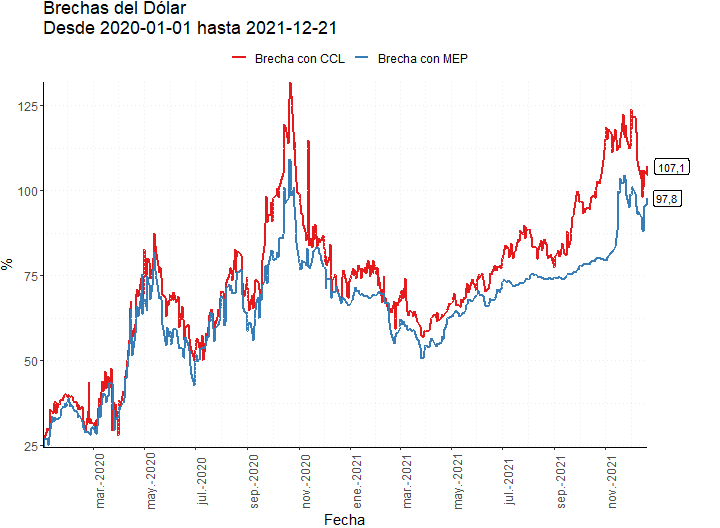 Brechas del Dólar
Desde 2020-01-01 hasta 2021-12-21
Brecha con CCL
Brecha con MEP
%
125
100
75
50
25
107,1
97,8
mar.-2020
may.-2020
jul.-2020
sep.-2020
nov.-2020
ene.-2021
mar.-2021
may.-2021
jul.-2021
sep.-2021
nov.-2021
Fecha